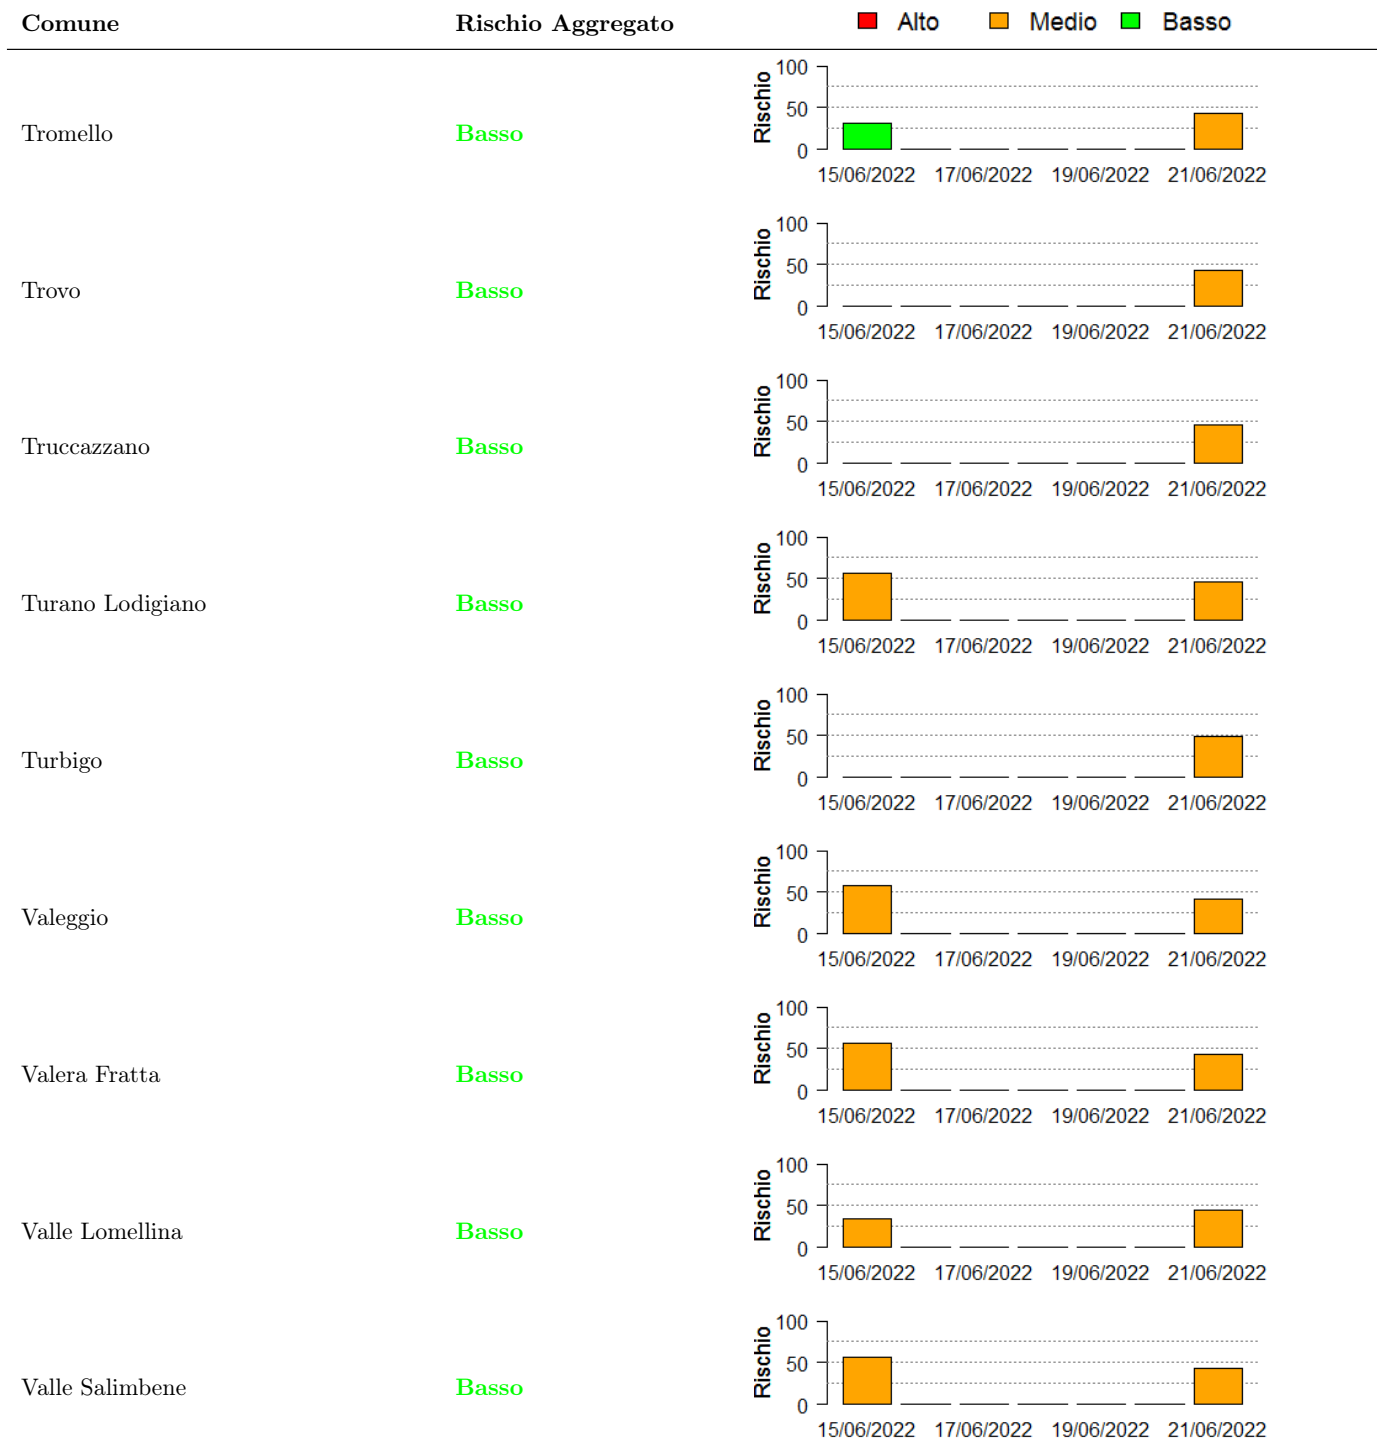 Comune Rischio Aggregato Alto Medio Basso
Tromello Basso Rischio 100 50 0
15/06/2022 17/06/2022 19/06/2022 21/06/2022
Trovo Basso Rischio 100 50 0
15/06/2022 17/06/2022 19/06/2022 21/06/2022
Truccazzano Basso Rischio 100 50 0
15/06/2022 17/06/2022 19/06/2022 21/06/2022
Turano Lodigiano Basso Rischio 100 50 0
15/06/2022 17/06/2022 19/06/2022 21/06/2022
Turbigo Basso Rischio 100 50 0
15/06/2022 17/06/2022 19/06/2022 21/06/2022
Valeggio Basso Rischio 100 50 0
15/06/2022 17/06/2022 19/06/2022 21/06/2022
Valera Fratta Basso Rischio 100 50 0
15/06/2022 17/06/2022 19/06/2022 21/06/2022
Valle Lomellina Basso Rischio 100 50 0
15/06/2022 17/06/2022 19/06/2022 21/06/2022
Valle Salimbene Basso Rischio 100 50 0
15/06/2022 17/06/2022 19/06/2022 21/06/2022